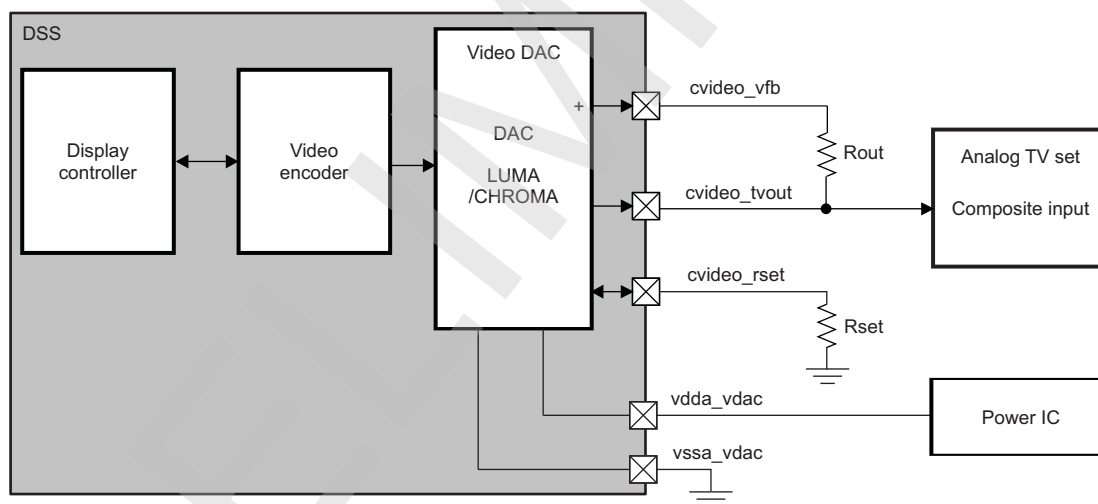 DSS
Display
controller
Video
encoder
Video DAC
+
DAC
LUMA
/CHROMA
cvideo_vfb
Rout
cvideo_tvout
cvideo_rset
Rset
vdda_vdac
vssa_vdac
Analog TV set
Composite input
Power IC